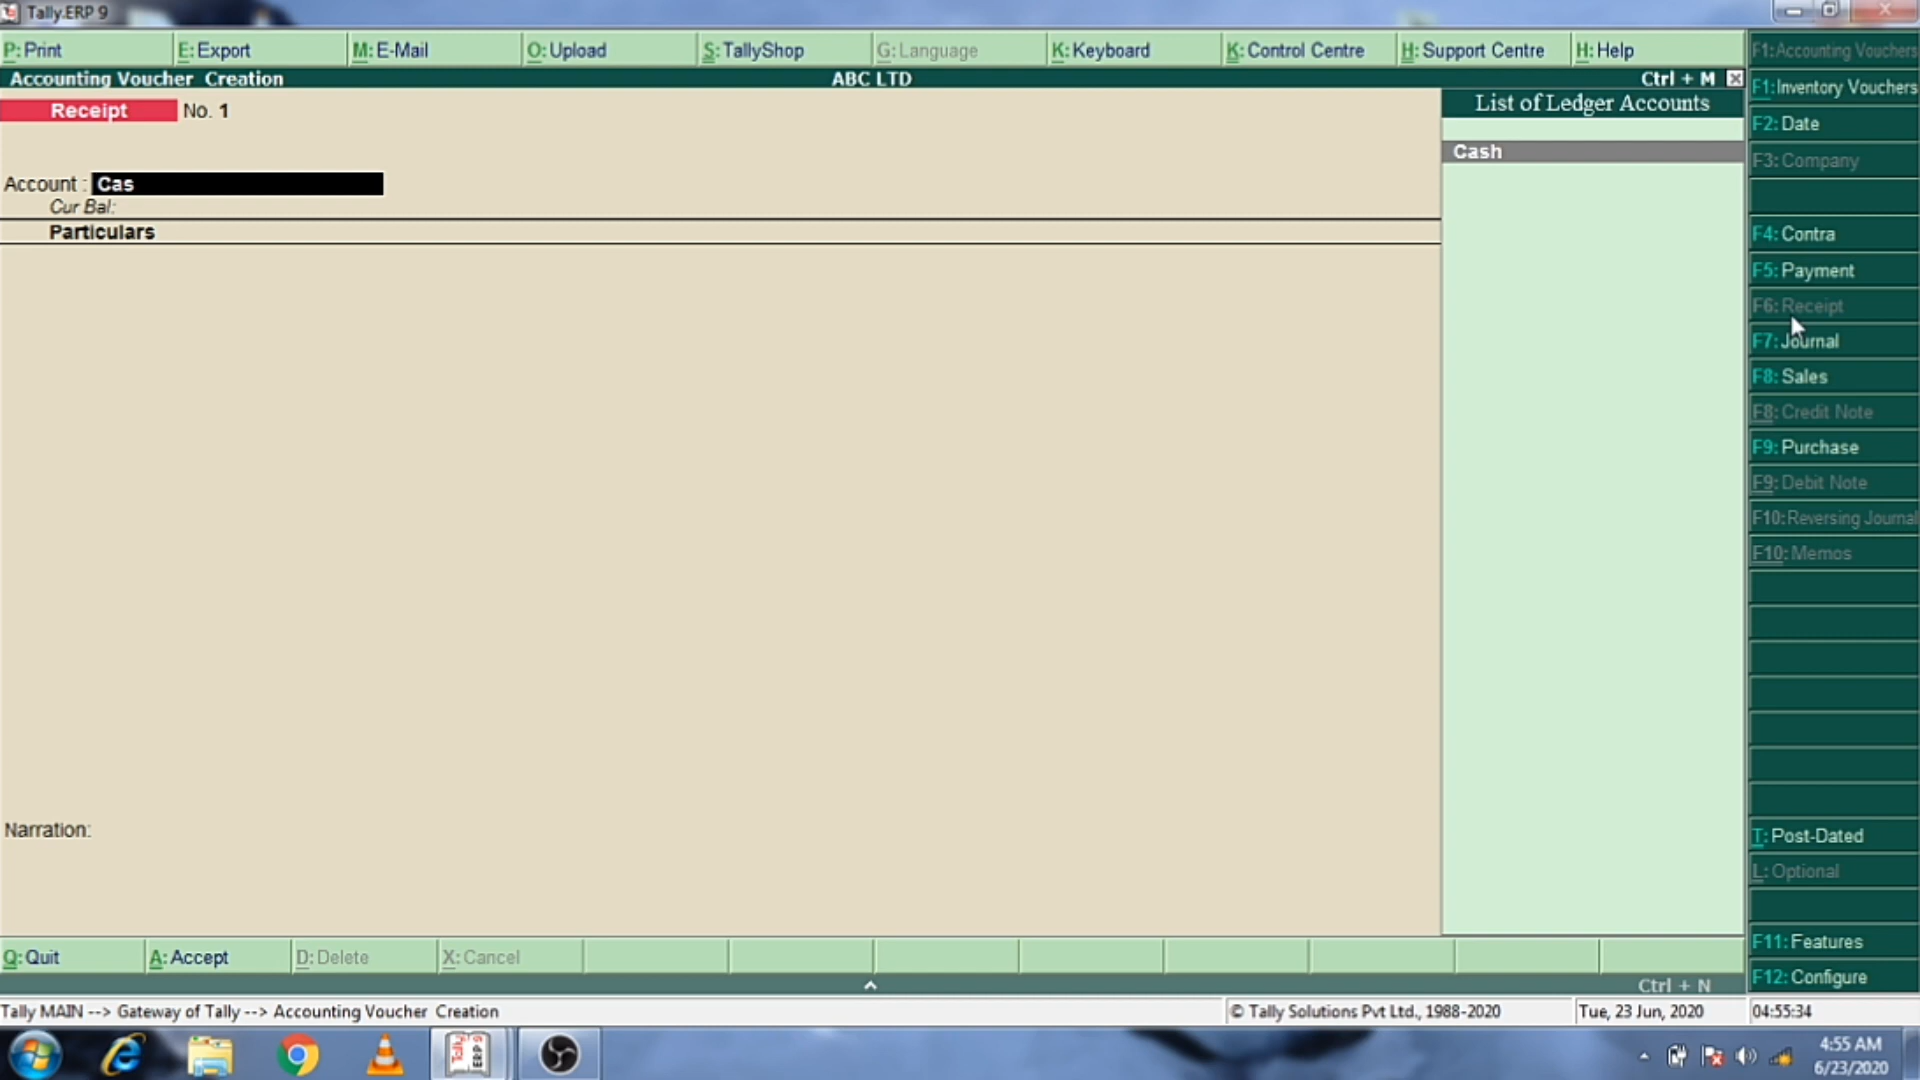 Tally.ERP 9
P: Print
E: Export
M: E-Mail
O: Upload
S: TallyShop
G: Language
K: Keyboard
K: Control Centre
H: Support Centre
H: Help
F1: Accounting Vouchers
Accounting Voucher Creation
ABC LTD
Ctrl + M
F1: Inventory Vouchers
Receipt
No. 1
List of Ledger Accounts
F2: Date
Cash
F3: Company
Account : Cas
Cur Bal:
Particulars
F4: Contra
F5: Payment
F6: Receipt
F7: Journal
F8: Sales
F8: Credit Note
F9: Purchase
F9: Debit Note
F10: Reversing Journal
F10: Memos
Narration:
T: Post-Dated
L: Optional
F11: Features
F12: Configure
Q: Quit
A: Accept
D: Delete
X: Cancel
Ctrl + N
Tally MAIN --> Gateway of Tally --> Accounting Voucher Creation
© Tally Solutions Pvt Ltd., 1988-2020
Tue, 23 Jun, 2020
04:55:34
Tally ERP 9
4:55 AM
6/23/2020